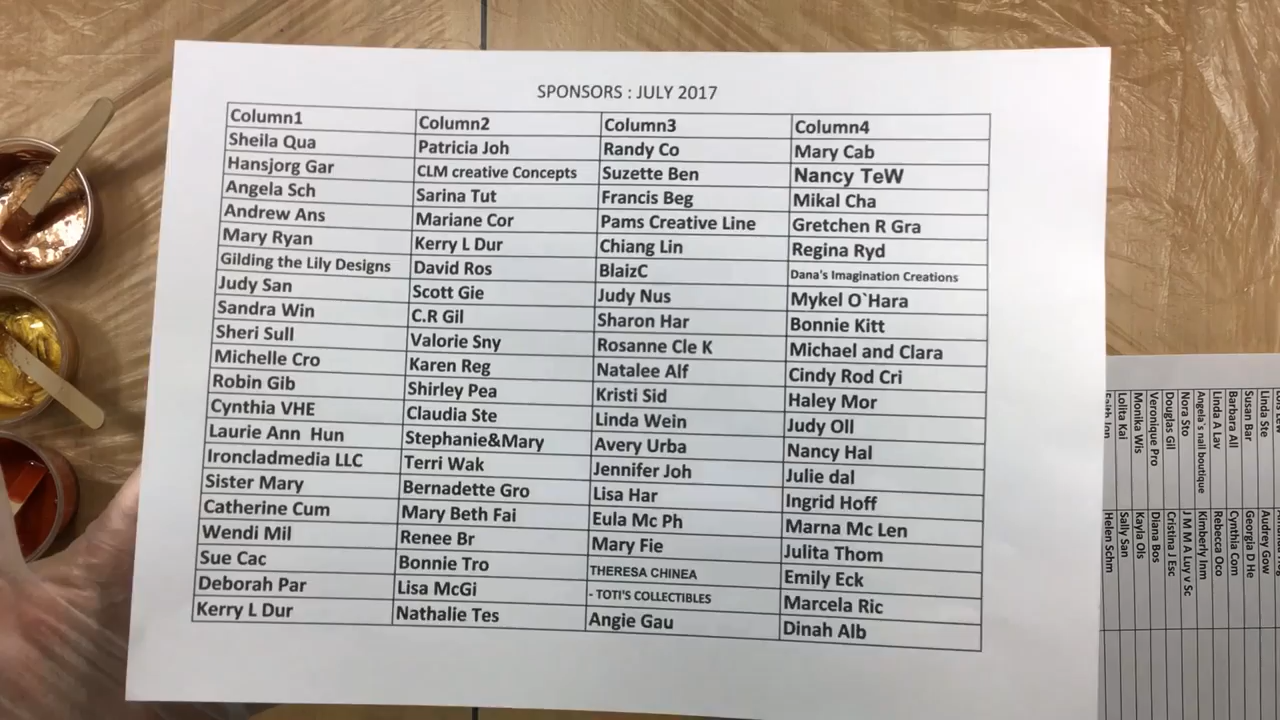 SPONSORS : JULY 2017
Column1 Column2 Column3 Column4
Sheila Qua Patricia Joh Randy Co Mary Cab
Hansjorg Gar CLM creative Concepts Suzette Ben Nancy TeW
Angela Sch Sarina Tut Francis Beg Mikal Cha
Andrew Ans Mariane Cor Pams Creative Line Gretchen R Gra
Mary Ryan Kerry L Dur Chiang Lin Regina Ryd
Gilding the Lily Designs David Ros BlaizC Dana's Imagination Creations
Judy San Scott Gie Judy Nus Mykel O`Hara
Sandra Win C.R Gil Sharon Har Bonnie Kitt
Sheri Sull Valorie Sny Rosanne Cle K Michael and Clara
Michelle Cro Karen Reg Natalee Alf Cindy Rod Cri
Robin Gib Shirley Pea Kristi Sid Haley Mor
Cynthia VHE Claudia Ste Linda Wein Judy Oll
Laurie Ann Hun Stephanie&Mary Avery Urba Nancy Hal
Ironcladmedia LLC Terri Wak Jennifer Joh Julie dal
Sister Mary Bernadette Gro Lisa Har Ingrid Hoff
Catherine Cum Mary Beth Fai Eula Mc Ph Marna Mc Len
Wendi Mil Renee Br Mary Fie Julita Thom
Sue Cac Bonnie Tro THERESA CHINEA Emily Eck
Deborah Par Lisa McGi - TOTI'S COLLECTIBLES Marcela Ric
Kerry L Dur Nathalie Tes Angie Gau Dinah Alb
Linda Ste Audrey Gow
Susan Bar Georgia D He
Barbara All Cynthia Com
Linda A Lav Rebecca Oco
Angela`s nail boutique Kimberly Inm
Nora Sto J M M A Luv v Sc
Douglas Gil Cristina J Esc
Veronique Pro Diana Bos
Monika Wis Kayla Ols
Lolita Kai Sally San
Helen Schm